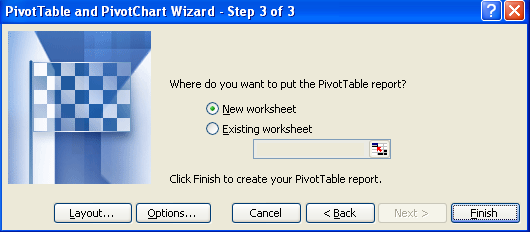 PivotTable and PivotChart Wizard - Step 3 of 3
Where do you want to put the PivotTable report?
New worksheet
Existing worksheet
Click Finish to create your PivotTable report.
Layout... Options... Cancel < Back Next > Finish